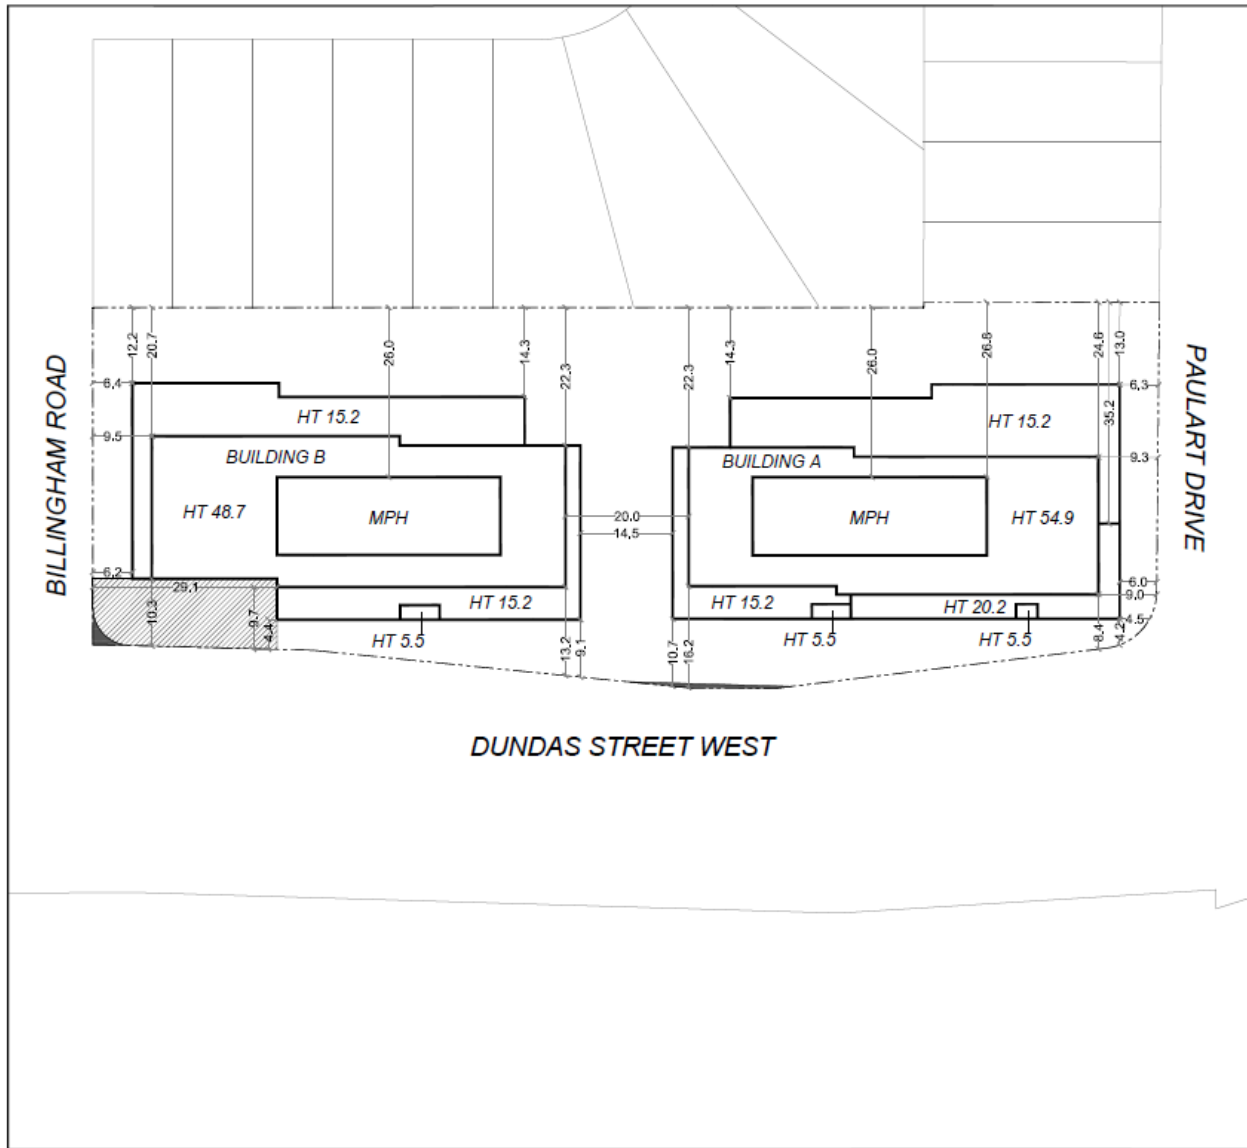 12.2
20.7
26.0
14.3
22.3
22.3
14.3
26.0
26.8
24.6
35.2
13.0
6.4
6.3
BILLINGHAM ROAD
PAULART DRIVE
HT 15.2
HT 15.2
9.5
9.3
BUILDING B
BUILDING A
HT 48.7
MPH
20.0
14.5
MPH
HT 54.9
6.2
29.1
6.0
9.0
10.3
9.7
4.4
HT 15.2
HT 15.2
HT 20.2
4.5
HT 5.5
13.2
9.1
10.7
16.2
HT 5.5
HT 5.5
8.4
4.2
DUNDAS STREET WEST